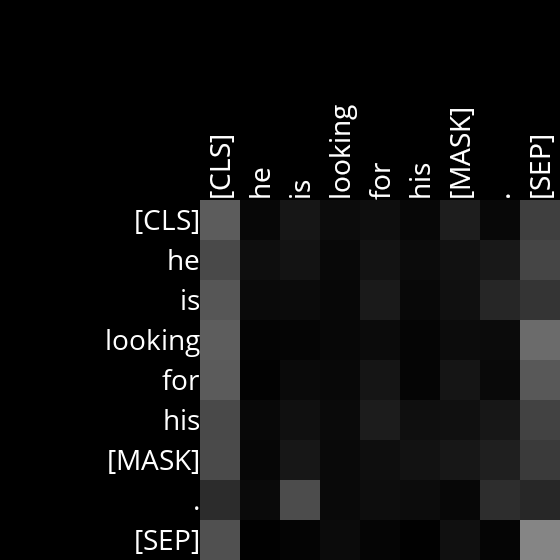 [CLS] he is looking for his [MASK] . [SEP]
[CLS]
he
is
looking
for
his
[MASK]
.
[SEP]